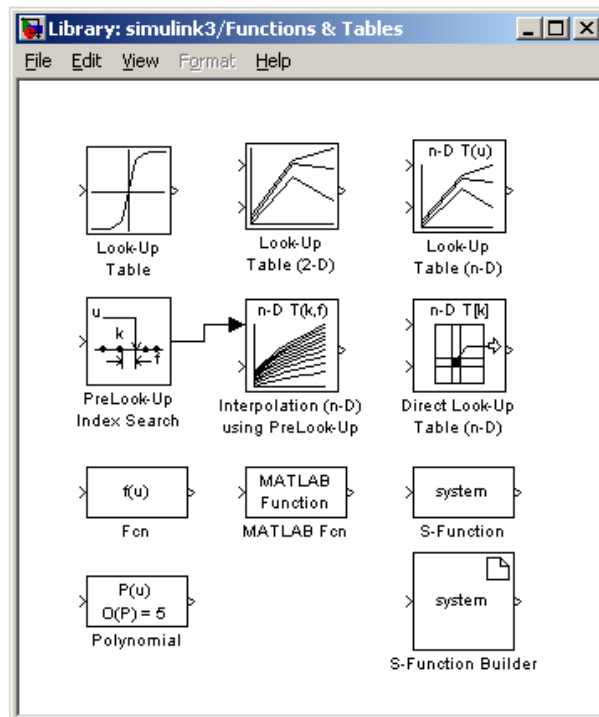 Library: simulink3/Functions & Tables
File Edit View Format Help
n-D T(u)
Look-Up
Table
Look-Up
Table (2-D)
Look-Up
Table (n-D)
u
k
f
n-D T(k,f)
n-D T[k]
PreLook-Up
Index Search
Interpolation (n-D)
using PreLook-Up
Direct Look-Up
Table (n-D)
f(u)
Fcn
MATLAB
Function
MATLAB Fcn
system
S-Function
P(u)
O(P) = 5
Polynomial
system
S-Function Builder